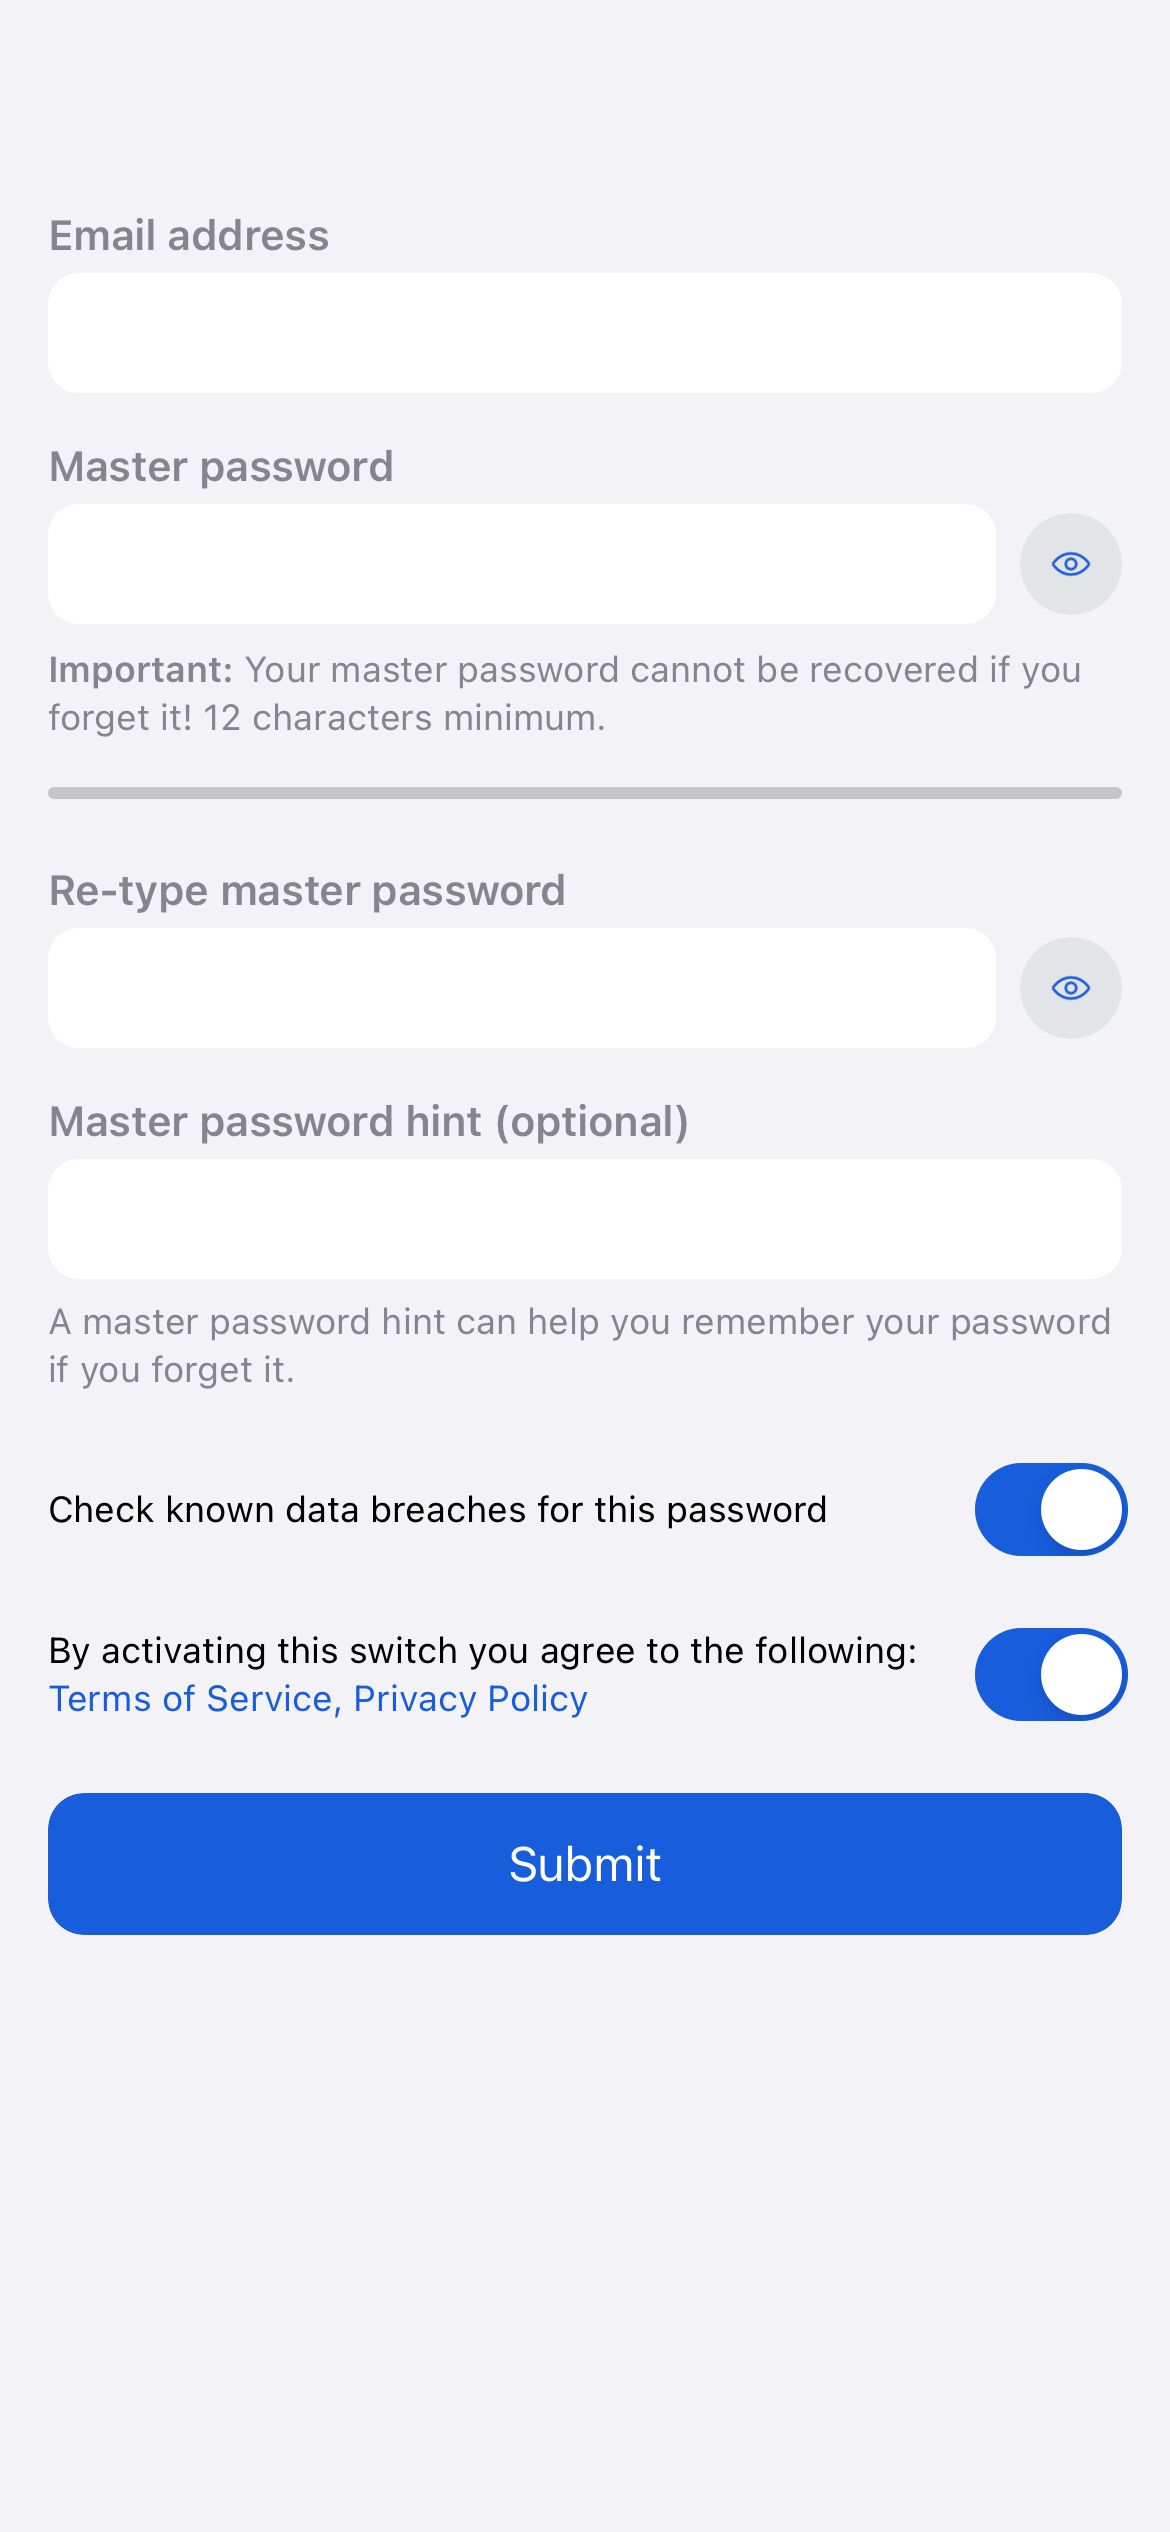 Email address
Master password
Important: Your master password cannot be recovered if you
forget it! 12 characters minimum.
Re-type master password
Master password hint (optional)
A master password hint can help you remember your password
if you forget it.
Check known data breaches for this password
By activating this switch you agree to the following:
Terms of Service, Privacy Policy
Submit